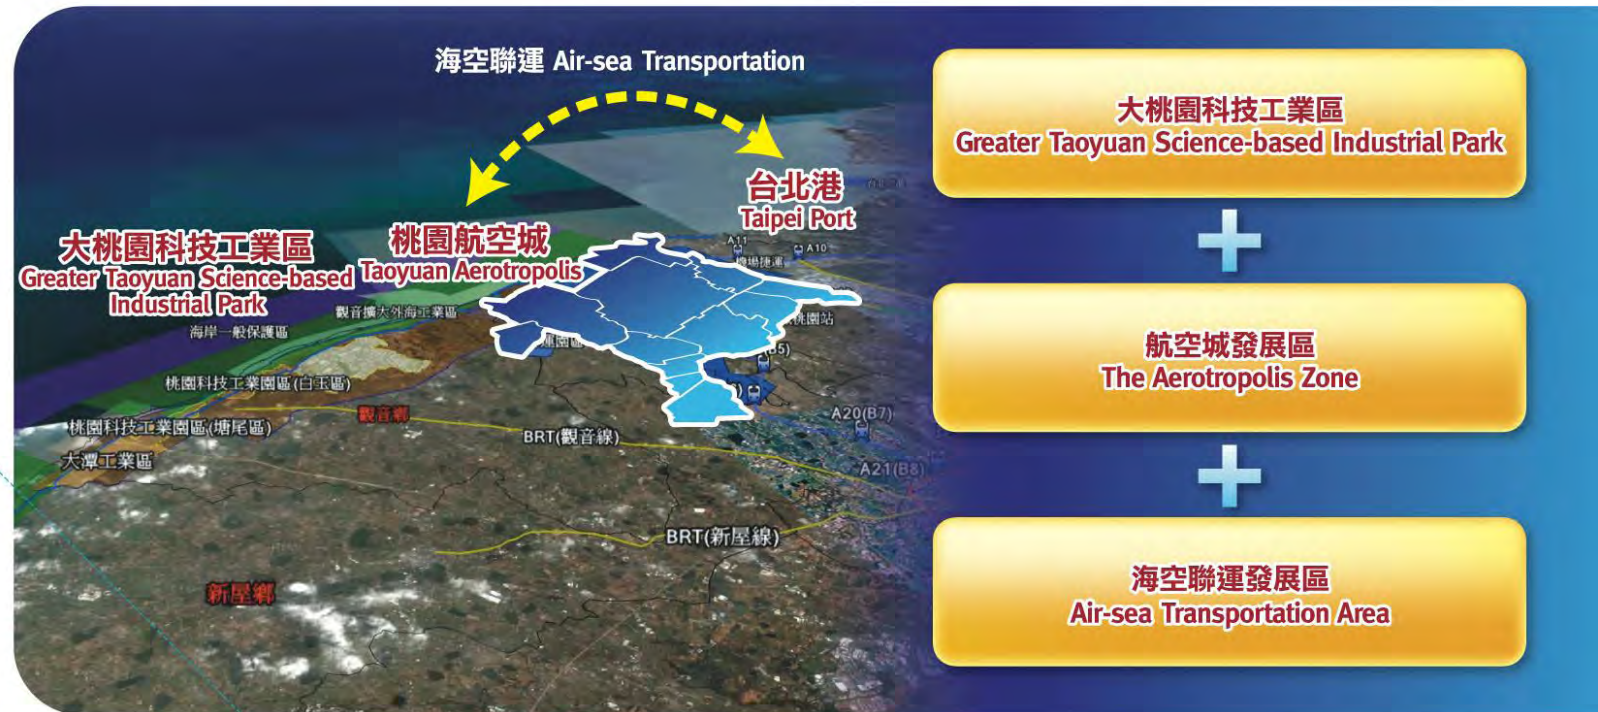 海空聯運 Air-sea Transportation
台北港
Taipei Port
桃園航空城
Taoyuan Aerotropolis
大桃園科技工業區
Greater Taoyuan Science-based
Industrial Park
A11
A10
機場捷運
觀音擴大外海工業區
海岸一般保護區
桃園站
桃園科技工業園區(白玉區)
觀音鄉
桃園科技工業園區(塘尾區)
大潭工業區
BRT(觀音線)
A20(B7)
A21(B8)
BRT(新屋線)
新屋鄉
大桃園科技工業區
Greater Taoyuan Science-based Industrial Park
+
航空城發展區
The Aerotropolis Zone
+
海空聯運發展區
Air-sea Transportation Area